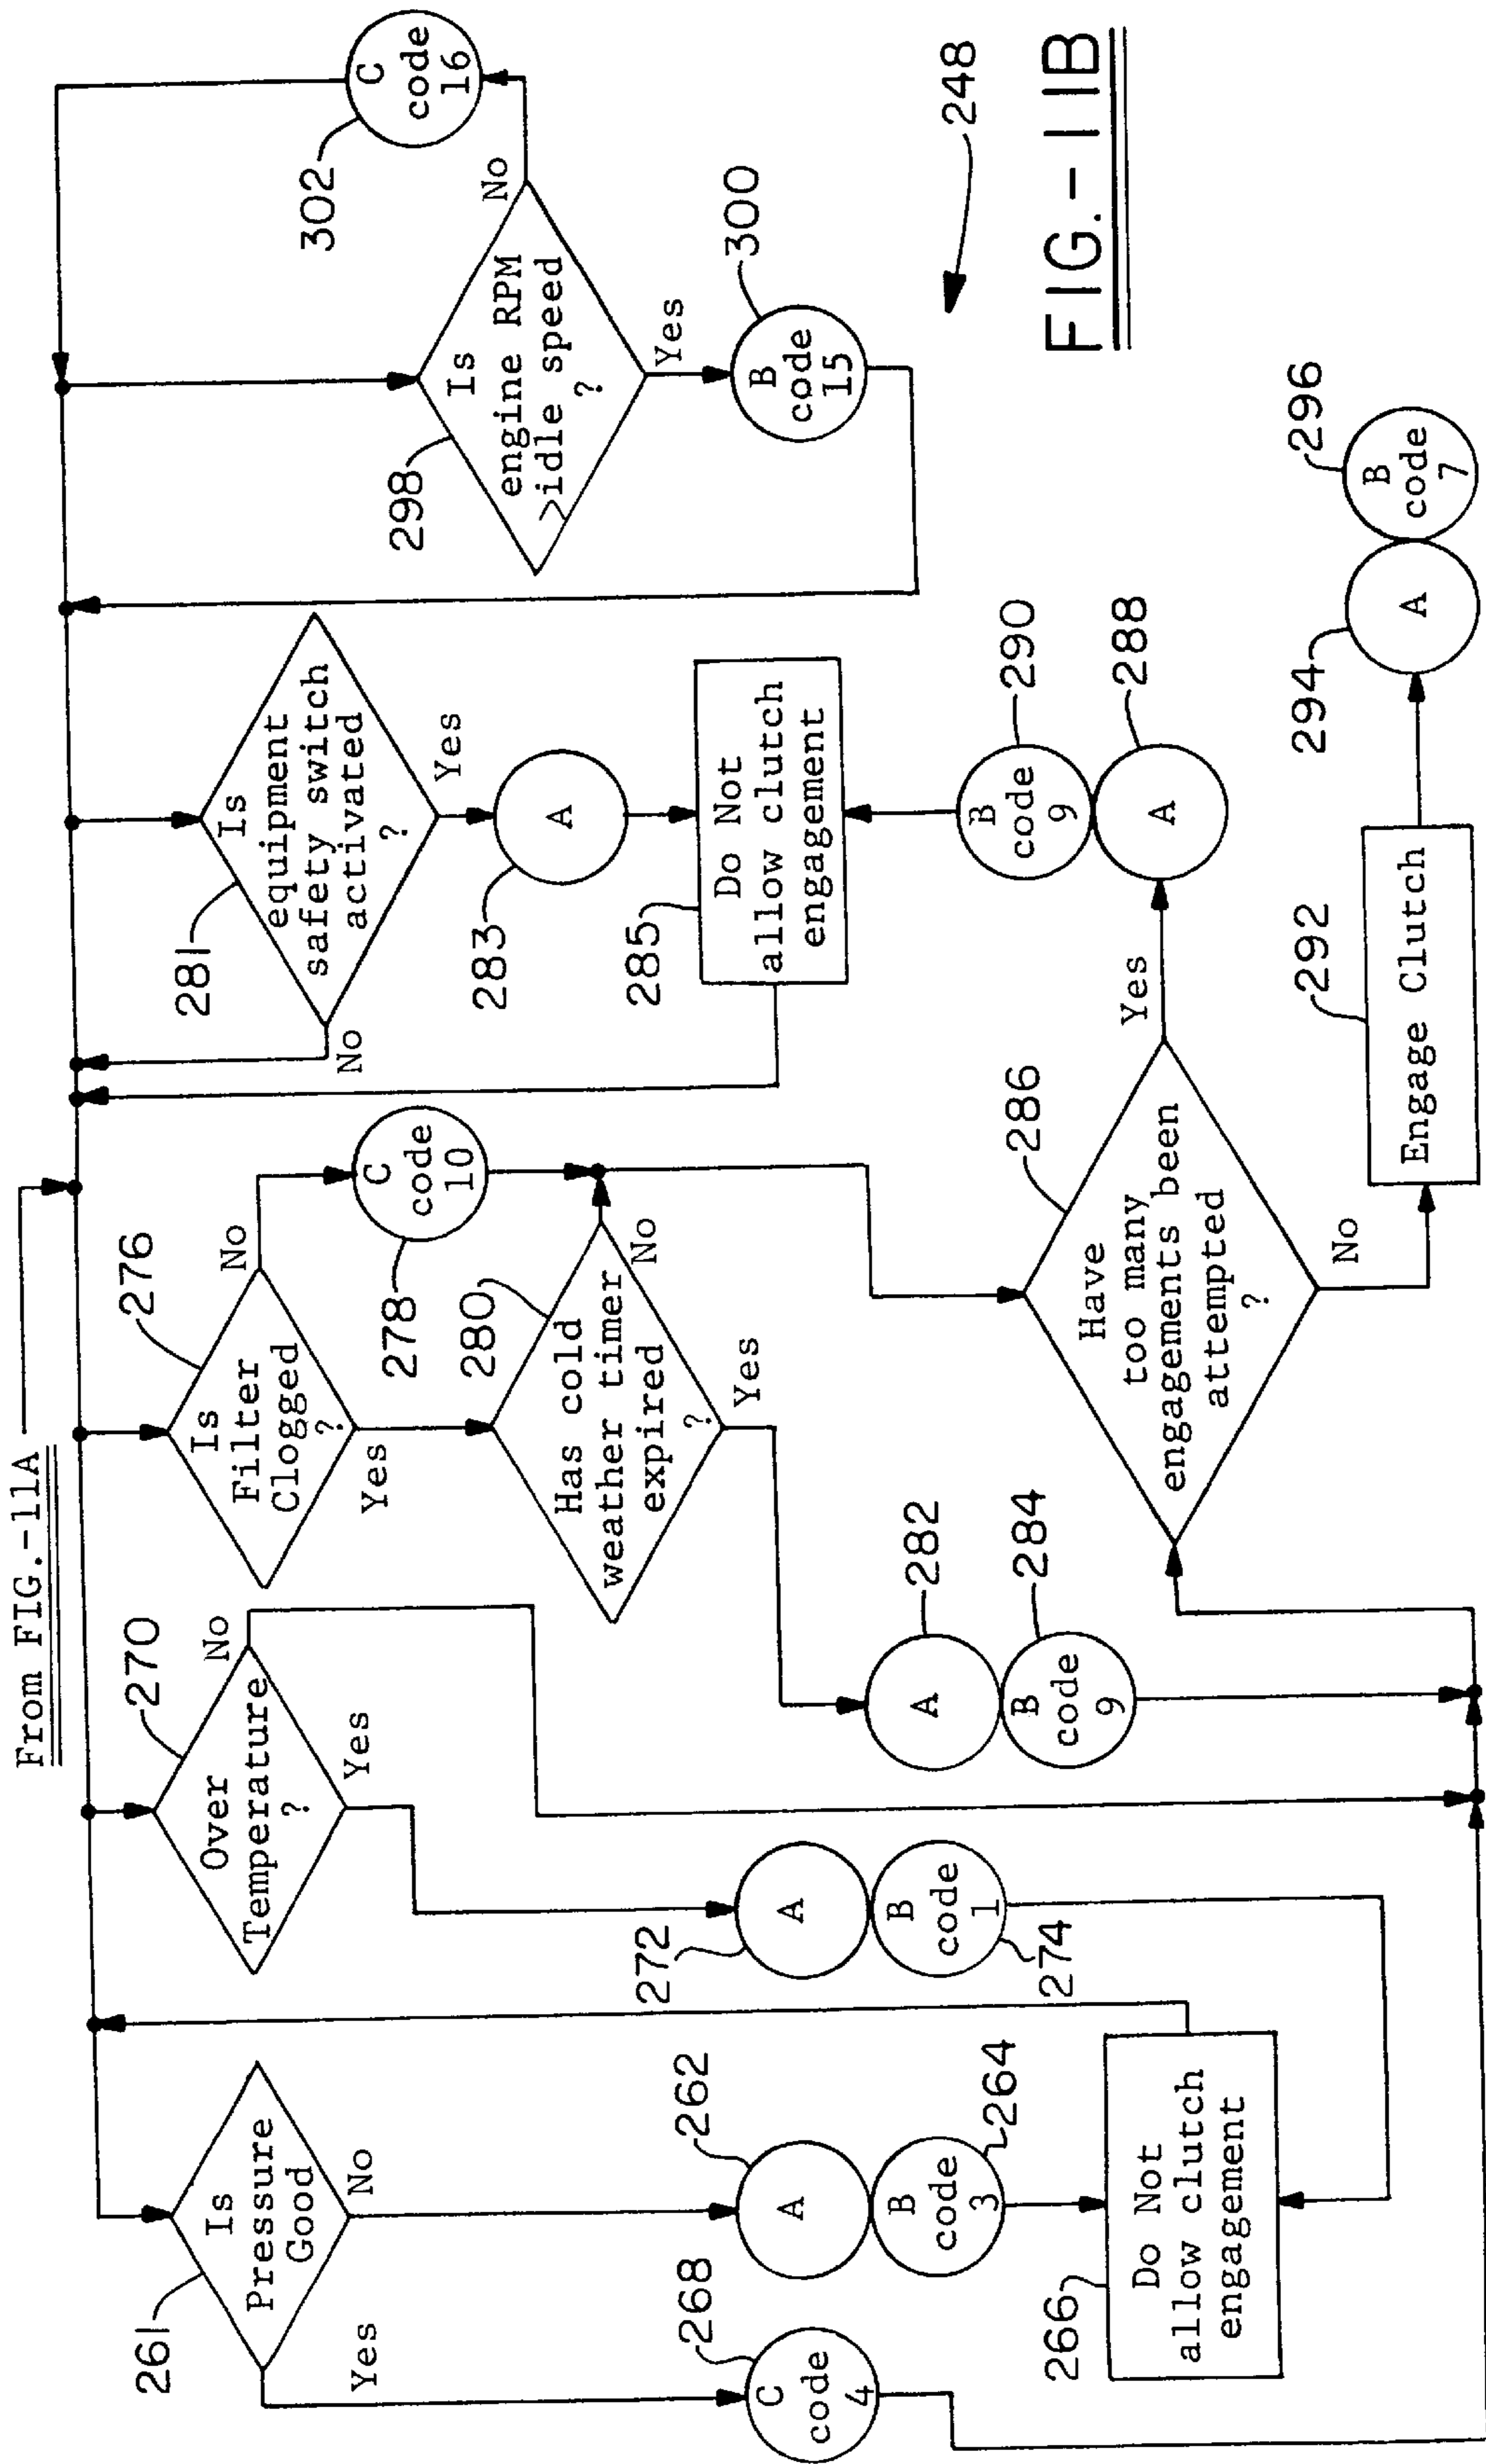 From FIG.-11A
261
Is
Pressure
Good
Yes
No
268
C
code
4
262
A
264
B
code
3
266
Do Not
allow clutch
engagement
270
Over
Temperature
?
No
Yes
272
A
274
B
code
1
276
Is
Filter
Clogged
?
No
Yes
278
C
code
10
280
Has cold
weather timer
expired
?
No
Yes
282
A
284
B
code
9
281
Is
equipment
safety switch
activated
?
No
Yes
283
A
285
Do Not
allow clutch
engagement
290
B
code
9
288
A
286
Have
too many
engagements been
attempted
?
Yes
No
292
Engage Clutch
294
A
296
B
code
7
298
Is
engine RPM
>idle speed
?
No
Yes
302
C
code
16
300
B
code
15
248
FIG.-11B